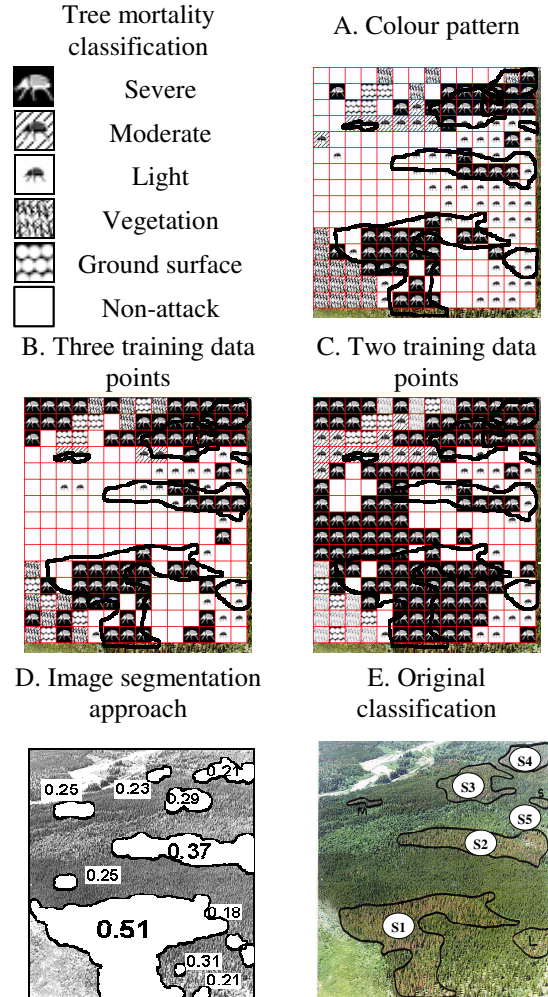 Tree mortality
classification
Severe
Moderate
Light
Vegetation
Ground surface
Non-attack
A. Colour pattern
B. Three training data
points
C. Two training data
points
D. Image segmentation
approach
0.21
0.25
0.23
0.29
0.37
0.25
0.51
0.18
0.31
0.21
E. Original
classification
S4
S3
M
S
S5
S2
S1
L